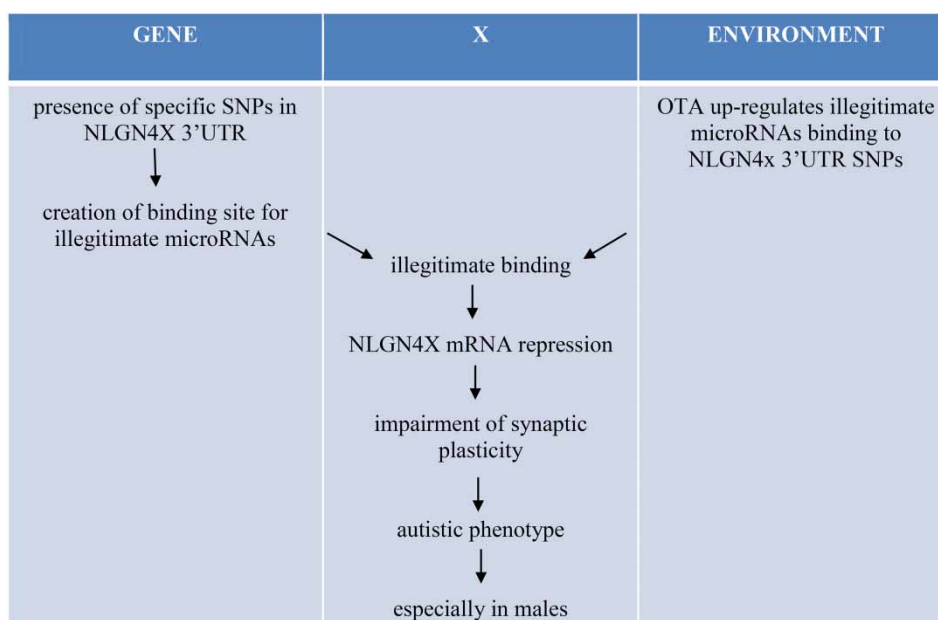 GENE
X
ENVIRONMENT
presence of specific SNPs in
NLGN4X 3’UTR
creation of binding site for
illegitimate microRNAs
illegitimate binding
NLGN4X mRNA repression
impairment of synaptic
plasticity
autistic phenotype
especially in males
OTA up-regulates illegitimate
microRNAs binding to
NLGN4x 3’UTR SNPs